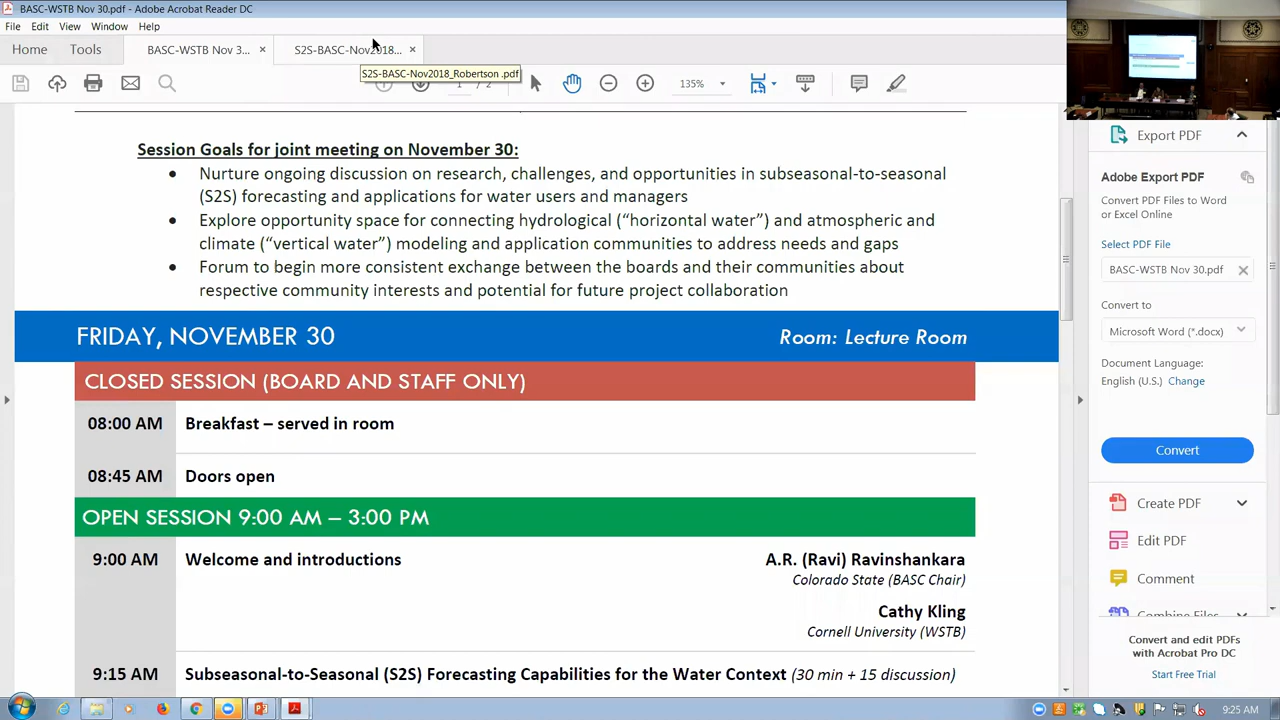 BASC-WSTB Nov 30.pdf - Adobe Acrobat Reader DC
File Edit View Window Help
Home Tools BASC-WSTB Nov 3... × S2S-BASC-Nov2018... ×
S2S-BASC-Nov2018_Robertson .pdf
135%
Session Goals for joint meeting on November 30:
• Nurture ongoing discussion on research, challenges, and opportunities in subseasonal-to-seasonal
(S2S) forecasting and applications for water users and managers
• Explore opportunity space for connecting hydrological (“horizontal water”) and atmospheric and
climate (“vertical water”) modeling and application communities to address needs and gaps
• Forum to begin more consistent exchange between the boards and their communities about
respective community interests and potential for future project collaboration
FRIDAY, NOVEMBER 30 Room: Lecture Room
CLOSED SESSION (BOARD AND STAFF ONLY)
08:00 AM Breakfast – served in room
08:45 AM Doors open
OPEN SESSION 9:00 AM – 3:00 PM
9:00 AM Welcome and introductions A.R. (Ravi) Ravinshankara
Colorado State (BASC Chair)
Cathy Kling
Cornell University (WSTB)
9:15 AM Subseasonal-to-Seasonal (S2S) Forecasting Capabilities for the Water Context (30 min + 15 discussion)
Export PDF
Adobe Export PDF
Convert PDF Files to Word
or Excel Online
Select PDF File
BASC-WSTB Nov 30.pdf
Convert to
Microsoft Word (*.docx)
Document Language:
English (U.S.) Change
Convert
Create PDF
Edit PDF
Comment
Combine Files
Convert and edit PDFs
with Acrobat Pro DC
Start Free Trial
9:25 AM